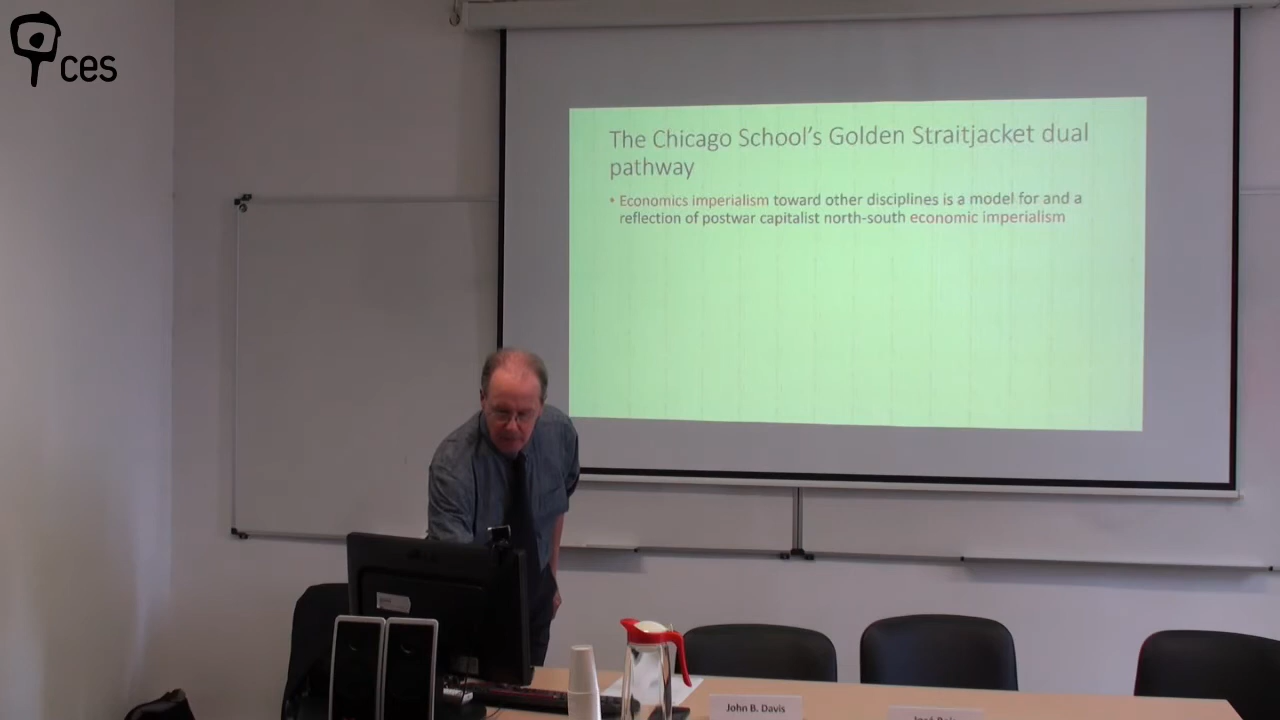 ces
The Chicago School's Golden Straitjacket dual
pathway
• Economics imperialism toward other disciplines is a model for and a
reflection of postwar capitalist north-south economic imperialism
John B. Davis
José